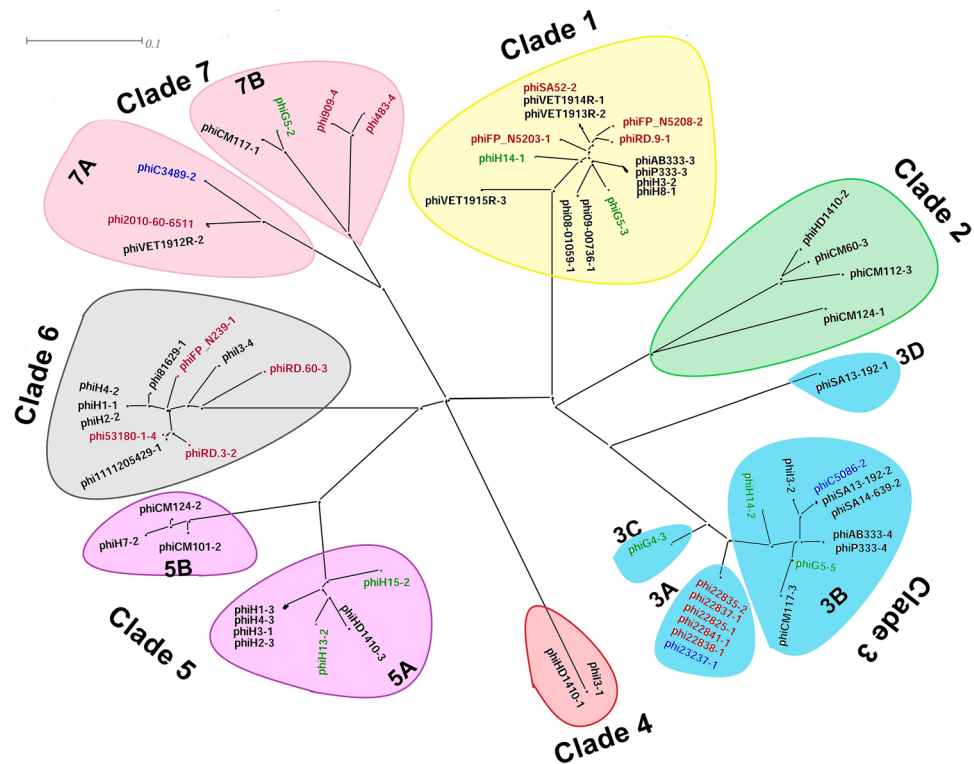 0.1
Clade 1
phiSA52-2
phiVET1914R-1
phiVET1913R-2
phiFP_N5208-2
phiFP_N5203-1
phiRD.9-1
phiH14-1
phiAB333-3
phiP333-3
phiH3-2
phiH8-1
phiVET1915R-3
phi08-01059-1
phi09-00736-1
phiG5-3
Clade 2
phiHD1410-2
phiCM60-3
phiCM112-3
phiCM124-1
3D
phiSA13-192-1
Clade 3
3B
phiH14-2
phiI3-2
phiC5086-2
phiSA13-192-2
phiSA14-639-2
phiAB333-4
phiP333-4
phiG5-5
phiCM117-3
3C
phiG4-3
3A
phi22835-2
phi22837-1
phi22825-1
phi22841-1
phi22838-1
phi23237-1
Clade 4
phiHD1410-1
phiI3-1
Clade 5
5A
phiH15-2
phiH1-3
phiH4-3
phiH3-1
phiH2-3
phiH13-2
phiHD1410-3
5B
phiCM124-2
phiH7-2
phiCM101-2
Clade 6
phi81629-1
phiFP_N239-1
phiI3-4
phiRD.60-3
phiH4-2
phiH1-1
phiH2-2
phi53180-1-4
phiRD.3-2
phi1111205429-1
Clade 7
7A
phiC3489-2
phi2010-60-6511
phiVET1912R-2
7B
phiCM117-1
phiG5-2
phi909-4
phi483-4